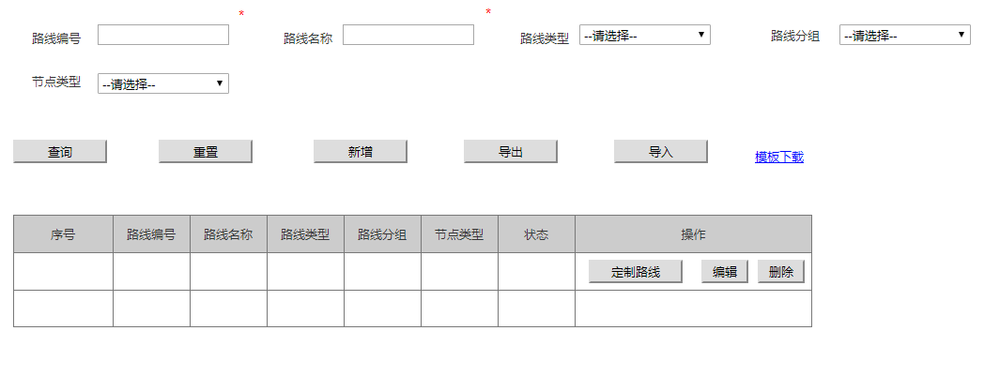 * *
路线编号 路线名称 路线类型 --请选择-- 路线分组 --请选择--
节点类型 --请选择--
查询 重置 新增 导出 导入 模板下载
序号 路线编号 路线名称 路线类型 路线分组 节点类型 状态 操作
定制路线 编辑 删除